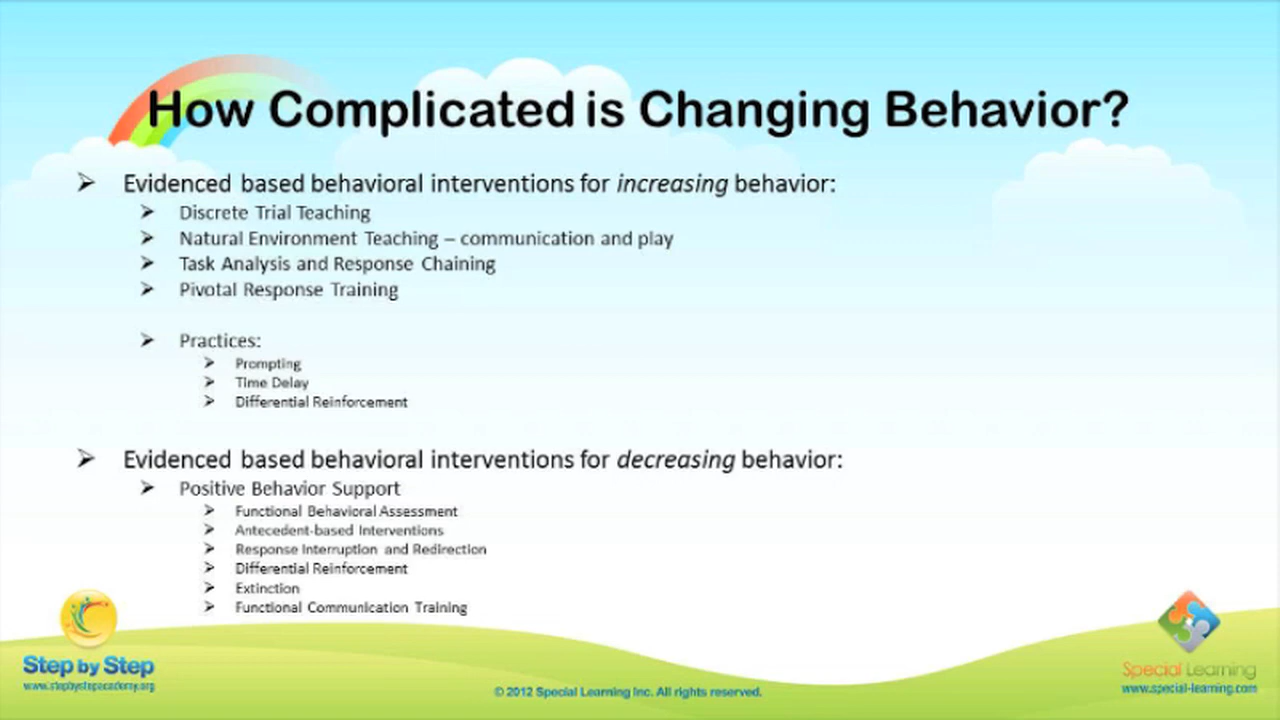 How Complicated is Changing Behavior?
Evidenced based behavioral interventions for increasing behavior:
Discrete Trial Teaching
Natural Environment Teaching – communication and play
Task Analysis and Response Chaining
Pivotal Response Training
Practices:
Prompting
Time Delay
Differential Reinforcement
Evidenced based behavioral interventions for decreasing behavior:
Positive Behavior Support
Functional Behavioral Assessment
Antecedent-based Interventions
Response Interruption and Redirection
Differential Reinforcement
Extinction
Functional Communication Training
Step by Step
www.stepbystepacademy.org
© 2012 Special Learning Inc. All rights reserved.
Special Learning
www.special-learning.com